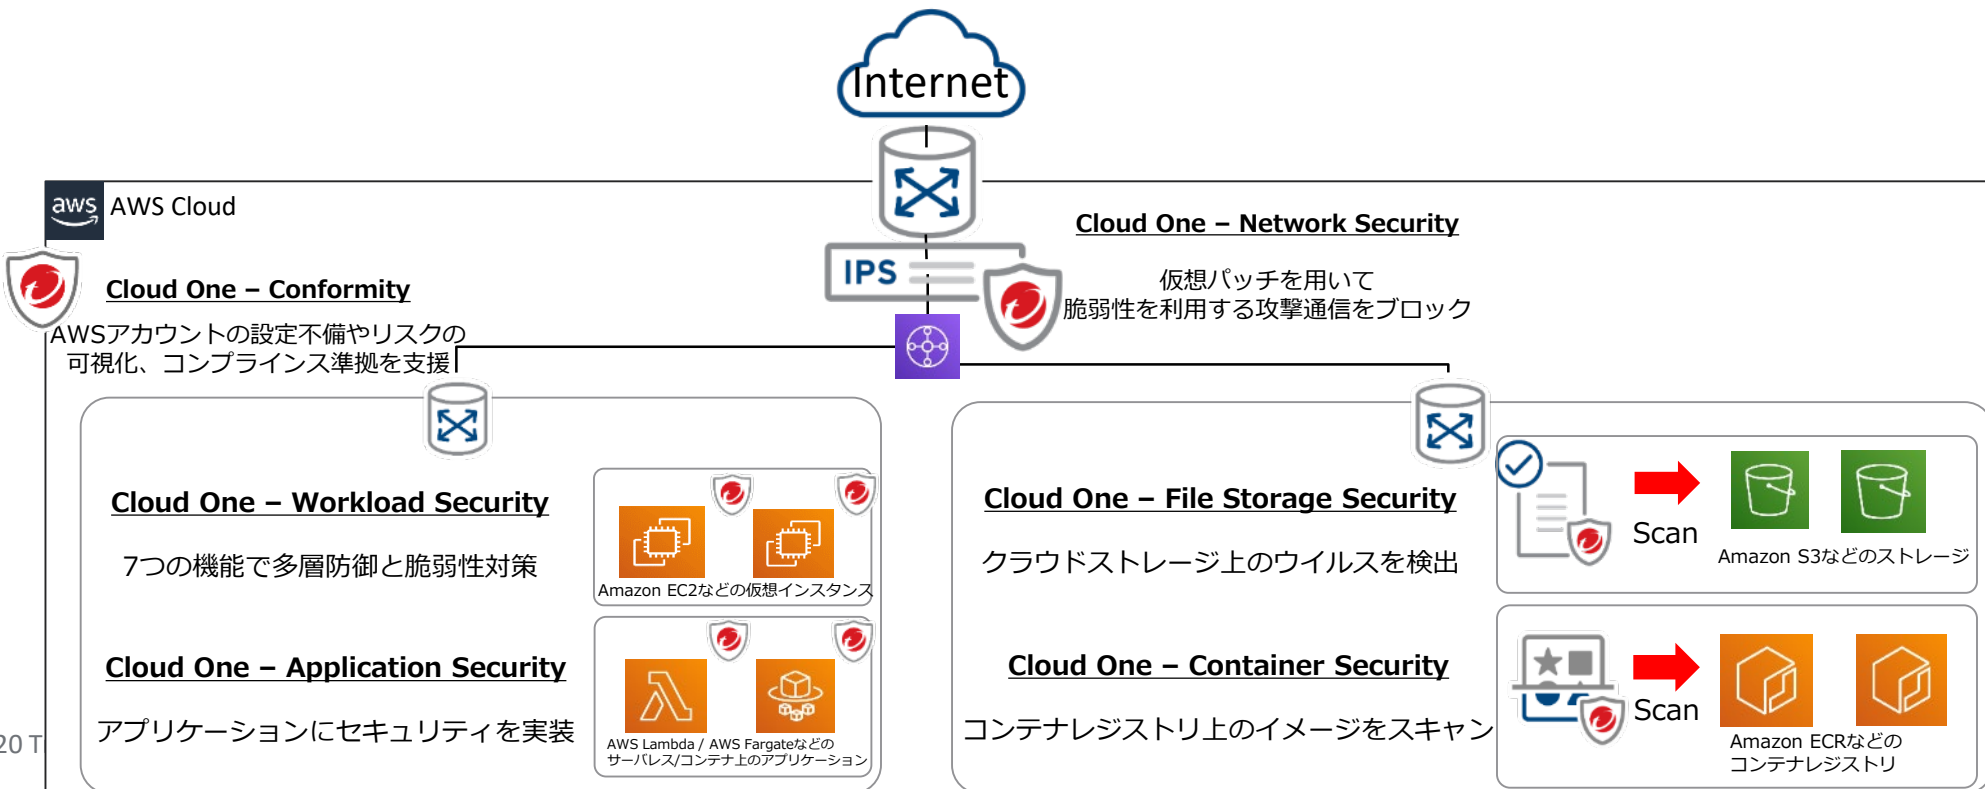 Internet
aws
AWS Cloud
Cloud One – Network Security
IPS
仮想パッチを用いて
脆弱性を利用する攻撃通信をブロック
Cloud One – Conformity
AWSアカウントの設定不備やリスクの
可視化、コンプラインス準拠を支援
Cloud One – Workload Security
7つの機能で多層防御と脆弱性対策
Amazon EC2などの仮想インスタンス
Cloud One – Application Security
アプリケーションにセキュリティを実装
AWS Lambda / AWS Fargateなどの
サーバレス/コンテナ上のアプリケーション
Cloud One – File Storage Security
クラウドストレージ上のウイルスを検出
Scan
Amazon S3などのストレージ
Cloud One – Container Security
コンテナレジストリ上のイメージをスキャン
Scan
Amazon ECRなどの
コンテナレジストリ
20 T